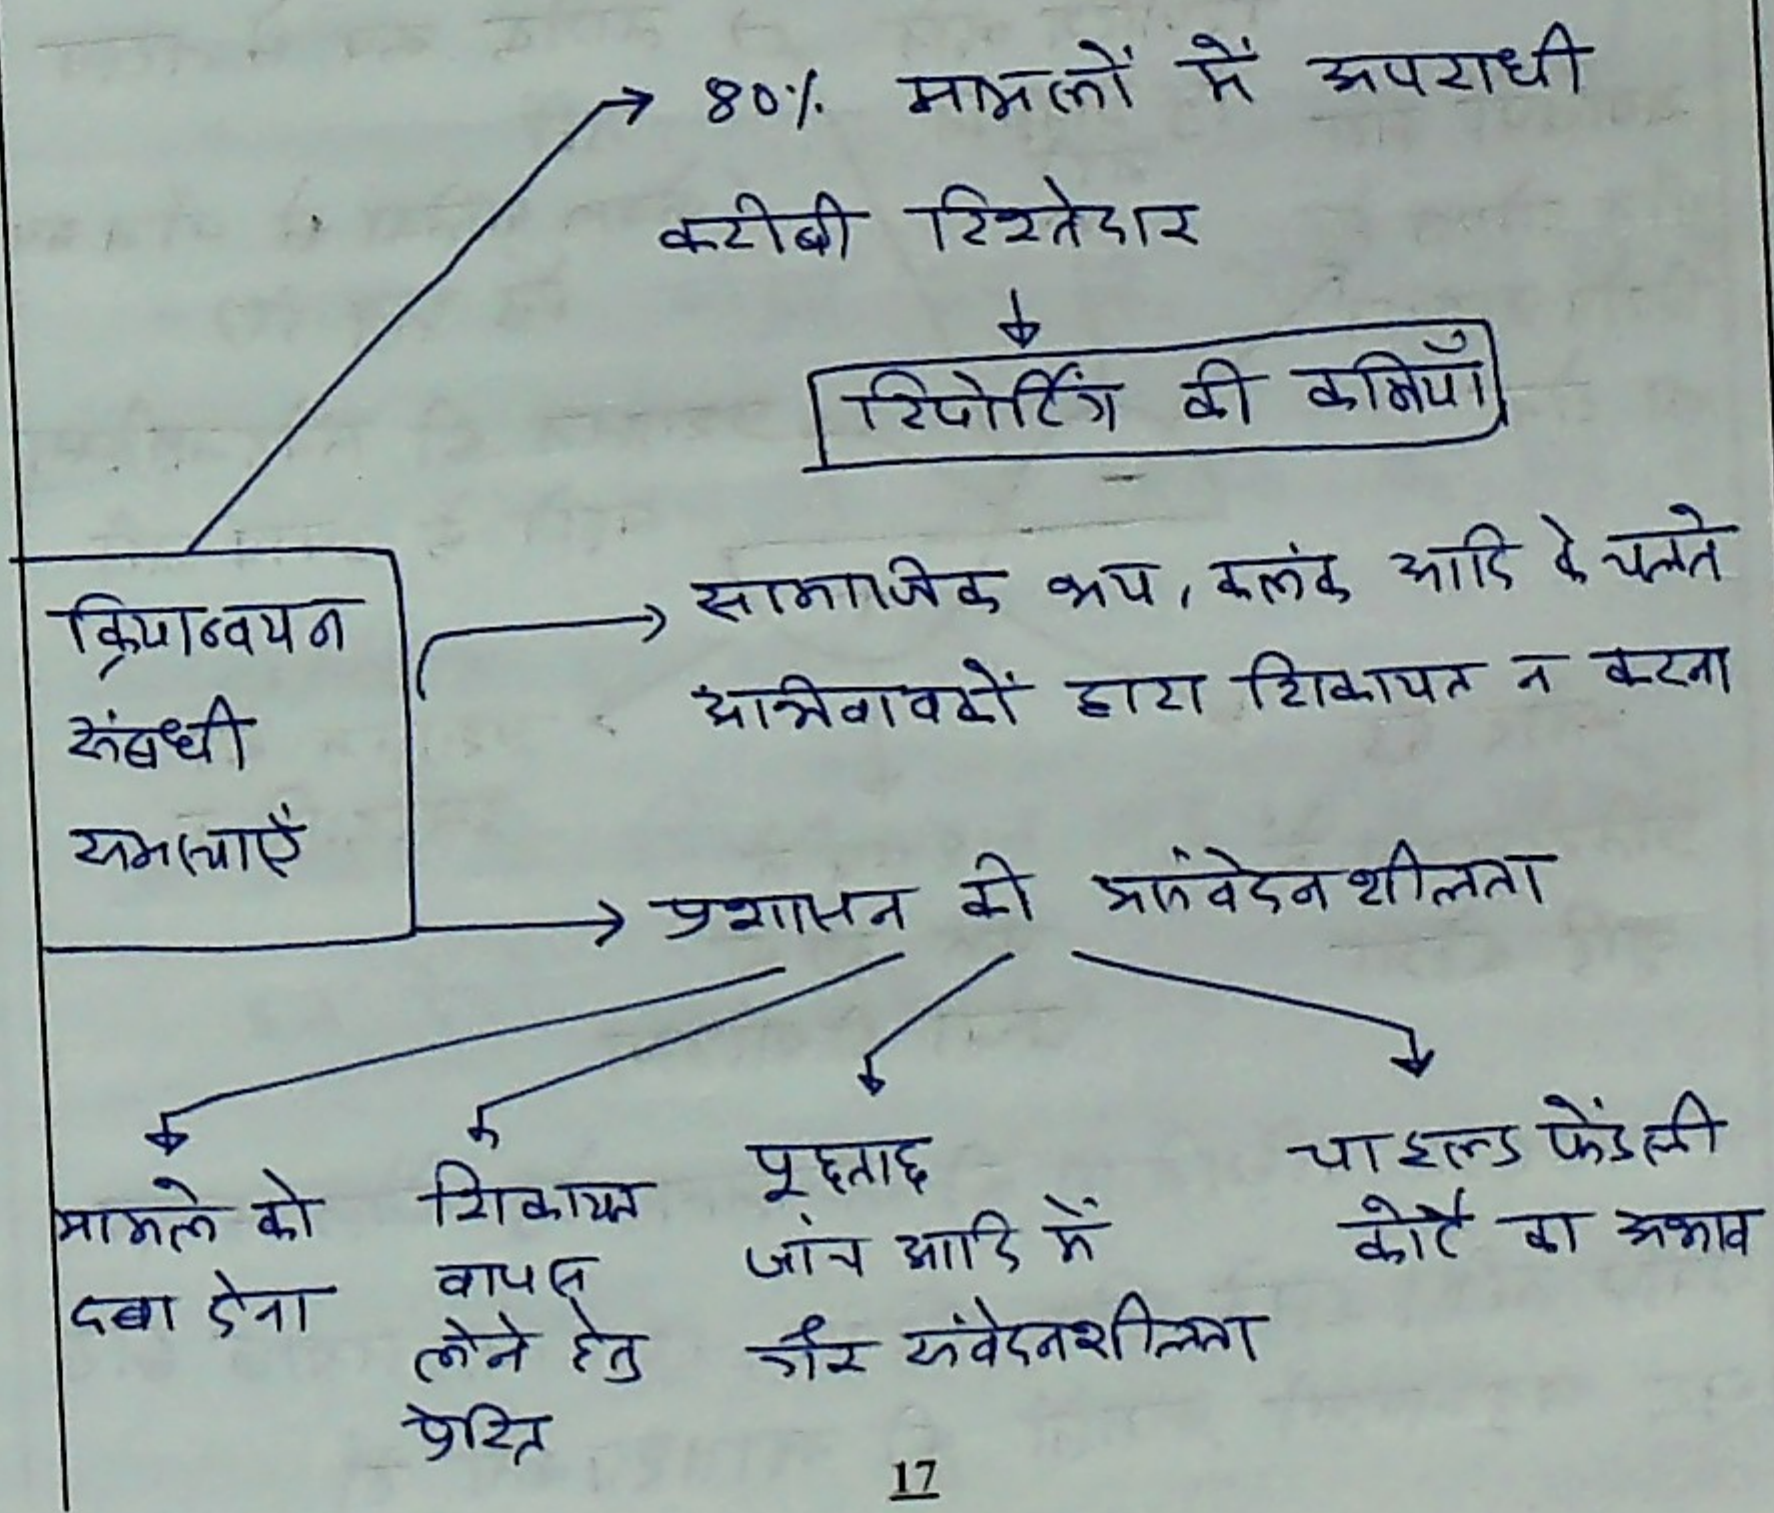 80% मामलों में अपराधी
करीबी रिश्तेदार
रिपोर्टिंग की कमियाँ
क्रियान्वयन
संबधी
समस्याएँ
सामाजिक भय, कलंक आदि के चलते
अभिवावकों द्वारा शिकायत न करना
प्रशासन की असंवेदनशीलता
मामले को
दबा देना
शिकायत
वापस
लेने हेतु
प्रेरित
पूछताछ
जांच आदि में
गैर संवेदनशीलता
चाइल्ड फ्रेंडली
कोर्ट का अभाव
17